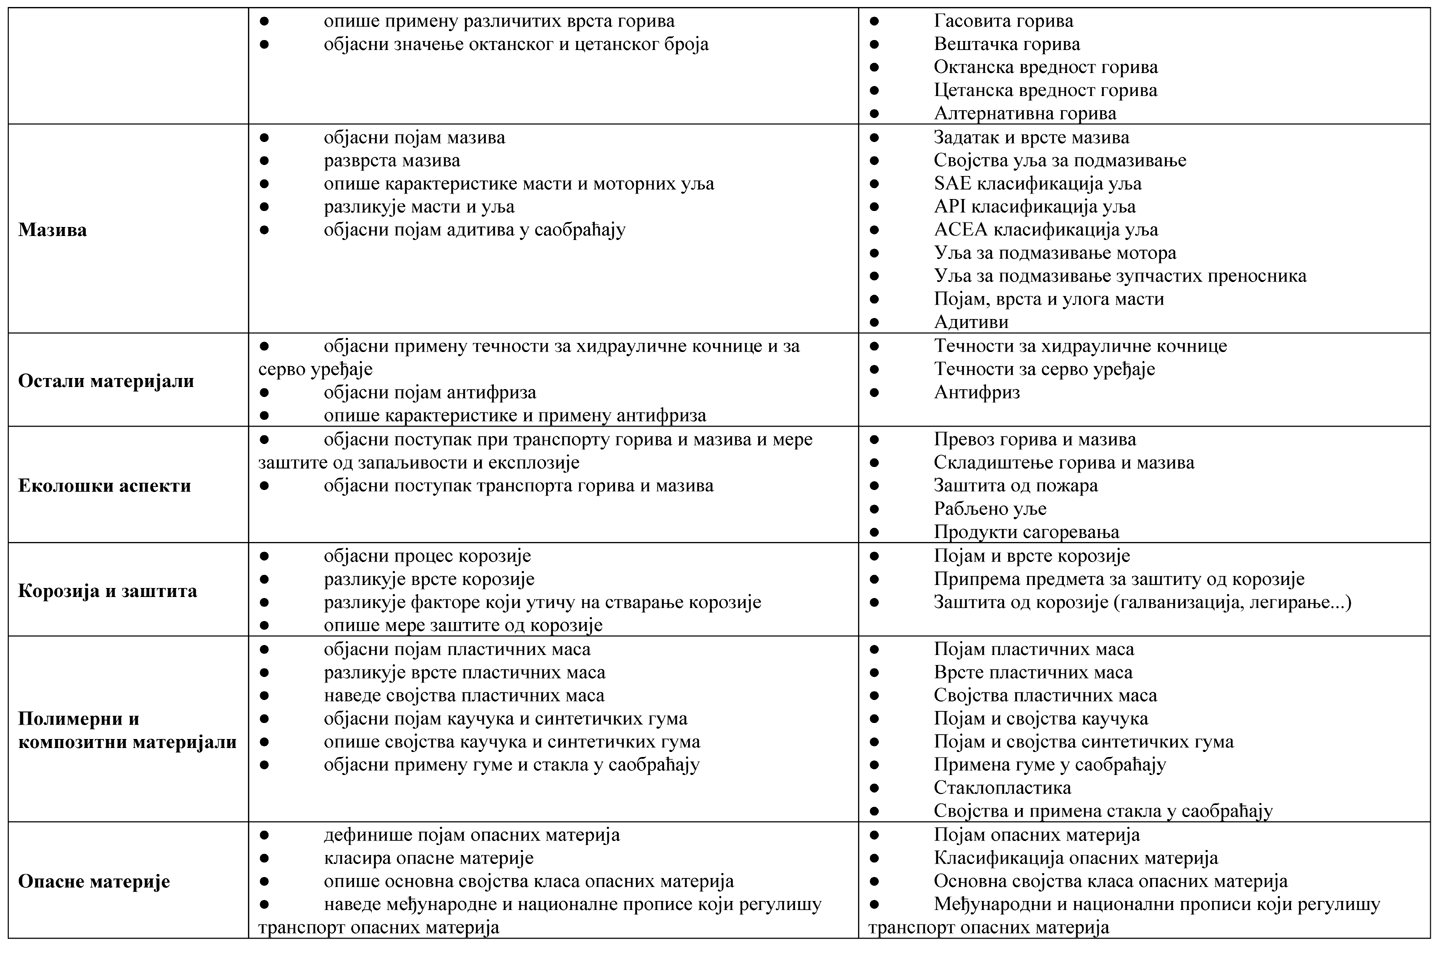 ● опише примену различитих врста горива
● објасни значење октанског и цетанског броја
● Гасовита горива
● Вештачка горива
● Октанска вредност горива
● Цетанска вредност горива
● Алтернативна горива
Мазива
● објасни појам мазива
● разврста мазива
● опише карактеристике масти и моторних уља
● разликује масти и уља
● објасни појам адитива у саобраћају
● Задатак и врсте мазива
● Својства уља за подмазивање
● SAE класификација уља
● API класификација уља
● ACEA класификација уља
● Уља за подмазивање мотора
● Уља за подмазивање зупчастих преносника
● Појам, врста и улога масти
● Адитиви
Остали материјали
● објасни примену течности за хидрауличне кочнице и за
серво уређаје
● објасни појам антифриза
● опише карактеристике и примену антифриза
● Течности за хидрауличне кочнице
● Течности за серво уређаје
● Антифриз
Еколошки аспекти
● објасни поступак при транспорту горива и мазива и мере
заштите од запаљивости и експлозије
● објасни поступак транспорта горива и мазива
● Превоз горива и мазива
● Складиштење горива и мазива
● Заштита од пожара
● Рабљено уље
● Продукти сагоревања
Корозија и заштита
● објасни процес корозије
● разликује врсте корозије
● разликује факторе који утичу на стварање корозије
● опише мере заштите од корозије
● Појам и врсте корозије
● Припрема предмета за заштиту од корозије
● Заштита од корозије (галванизација, легирање...)
Полимерни и
композитни материјали
● објасни појам пластичних маса
● разликује врсте пластичних маса
● наведе својства пластичних маса
● објасни појам каучука и синтетичких гума
● опише својства каучука и синтетичких гума
● објасни примену гуме и стакла у саобраћају
● Појам пластичних маса
● Врсте пластичних маса
● Својства пластичних маса
● Појам и својства каучука
● Појам и својства синтетичких гума
● Примена гуме у саобраћају
● Стаклопластика
● Својства и примена стакла у саобраћају
Опасне материје
● дефинише појам опасних материја
● класира опасне материје
● опише основна својства класа опасних материја
● наведе међународне и националне прописе који регулишу
транспорт опасних материја
● Појам опасних материја
● Класификација опасних материја
● Основна својства класа опасних материја
● Међународни и национални прописи који регулишу
транспорт опасних материја